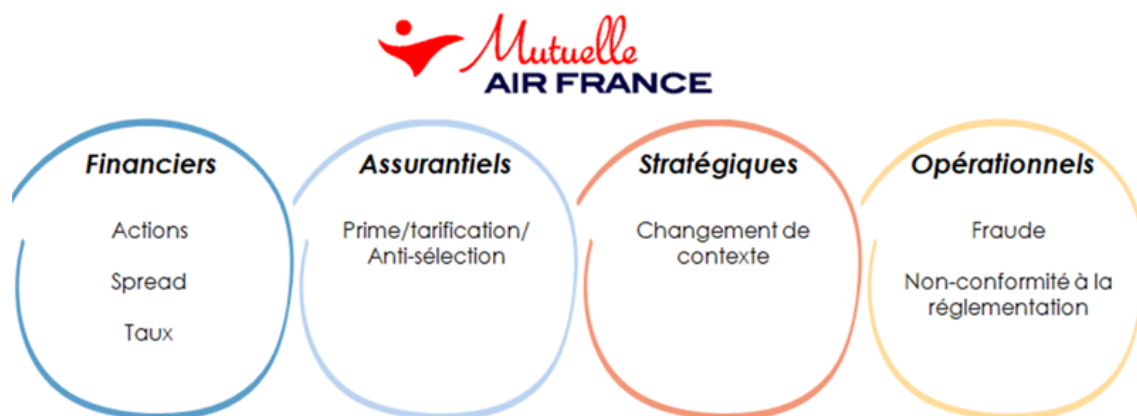 Mutuelle
AIR FRANCE
Financiers
Actions
Spread
Taux
Assurantiels
Prime/tarification/
Anti-sélection
Stratégiques
Changement de
contexte
Opérationnels
Fraude
Non-conformité à la
réglementation